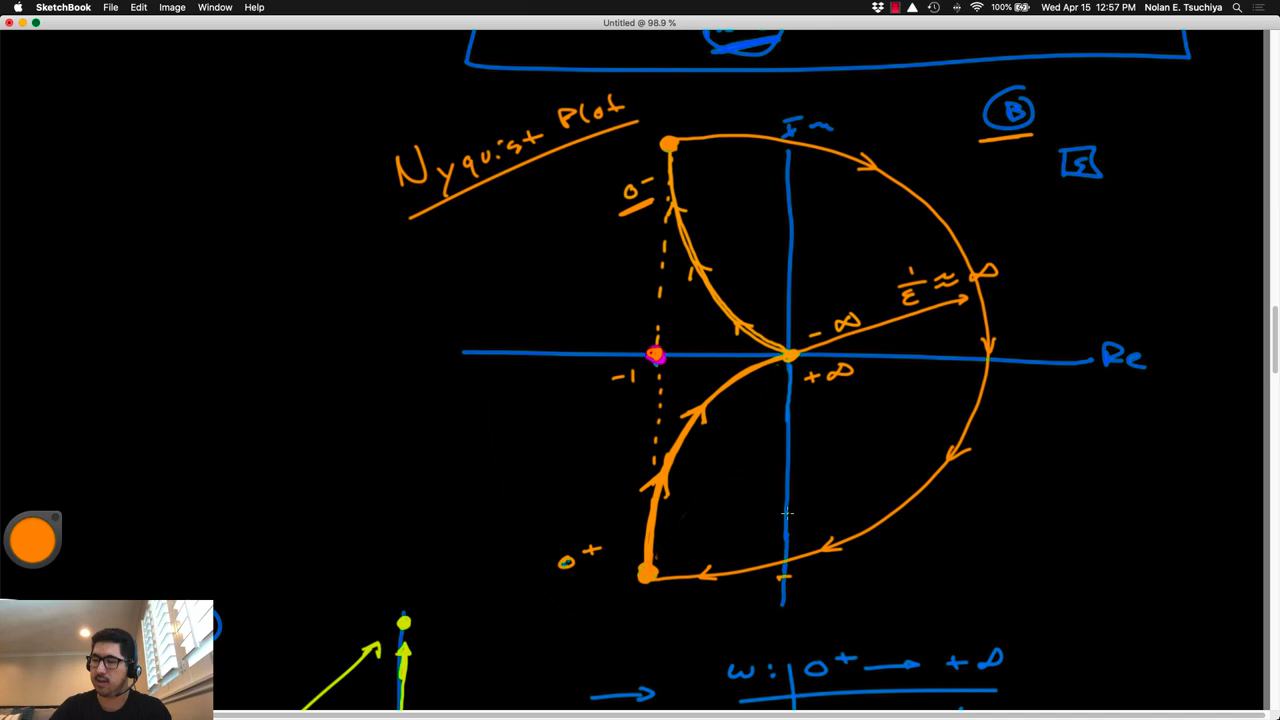 SketchBook File Edit Image Window Help
100% Wed Apr 15 12:57 PM Nolan E. Tsuchiya
Untitled @ 98.9 %
Nyquist Plot
Im
B
S
0-
1/ε ≈ ∞
- ∞
Re
-1
+ ∞
0+
ω: 0+ → + ∞